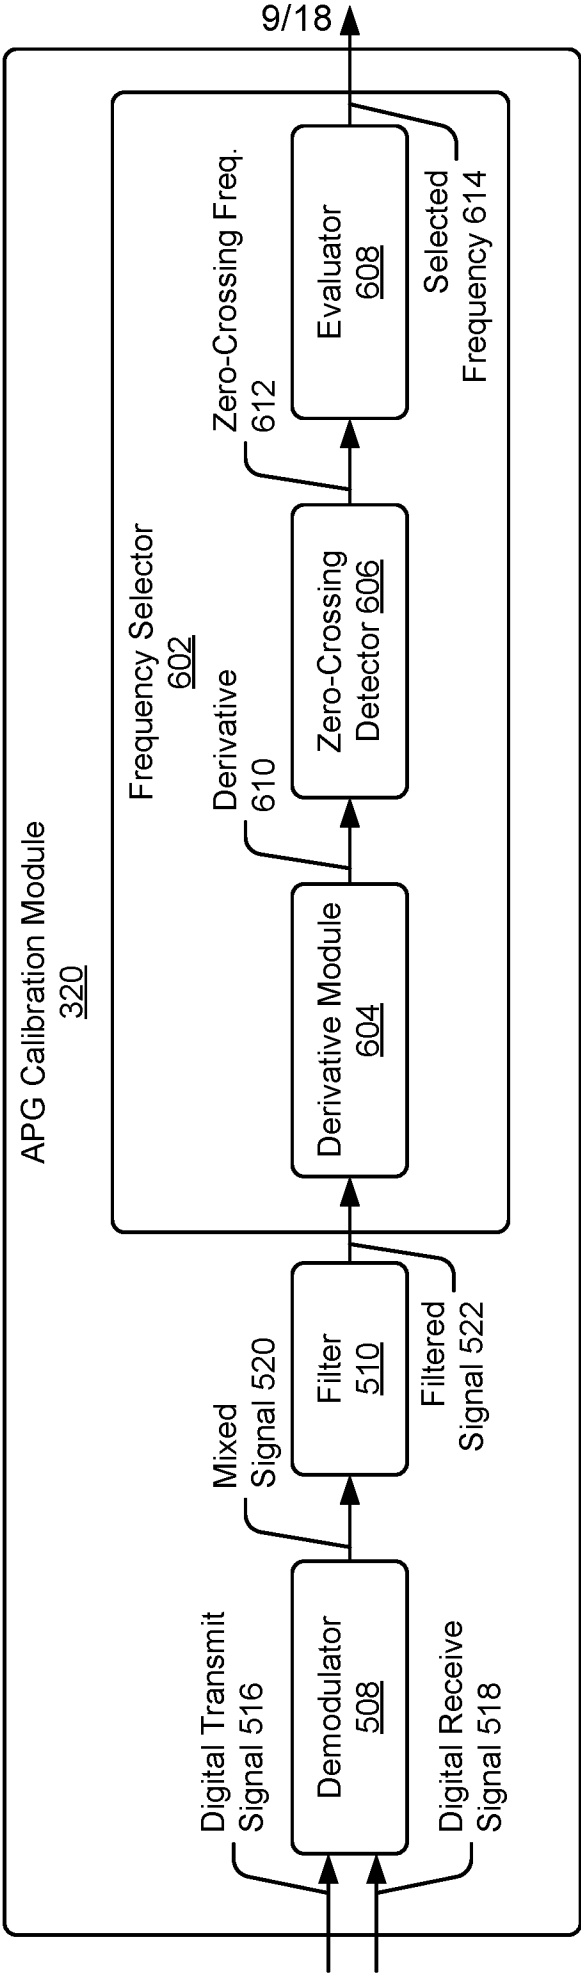 APG Calibration Module
320
Frequency Selector
602
Digital Transmit
Signal 516
Digital Receive
Signal 518
Demodulator
508
Mixed
Signal 520
Filter
510
Filtered
Signal 522
Derivative Module
604
Derivative
610
Zero-Crossing
Detector 606
Zero-Crossing Freq.
612
Evaluator
608
Selected
Frequency 614
9/18